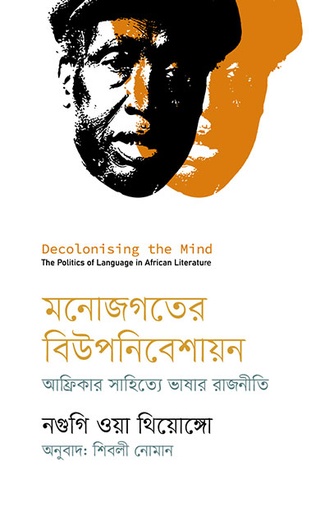 Decolonising the Mind
The Politics of Language in African Literature
মনোজগতের
বিউপনিবেশায়ন
আফ্রিকার সাহিত্যে ভাষার রাজনীতি
নগুগি ওয়া থিয়োঙ্গো
অনুবাদ: শিবলী নোমান